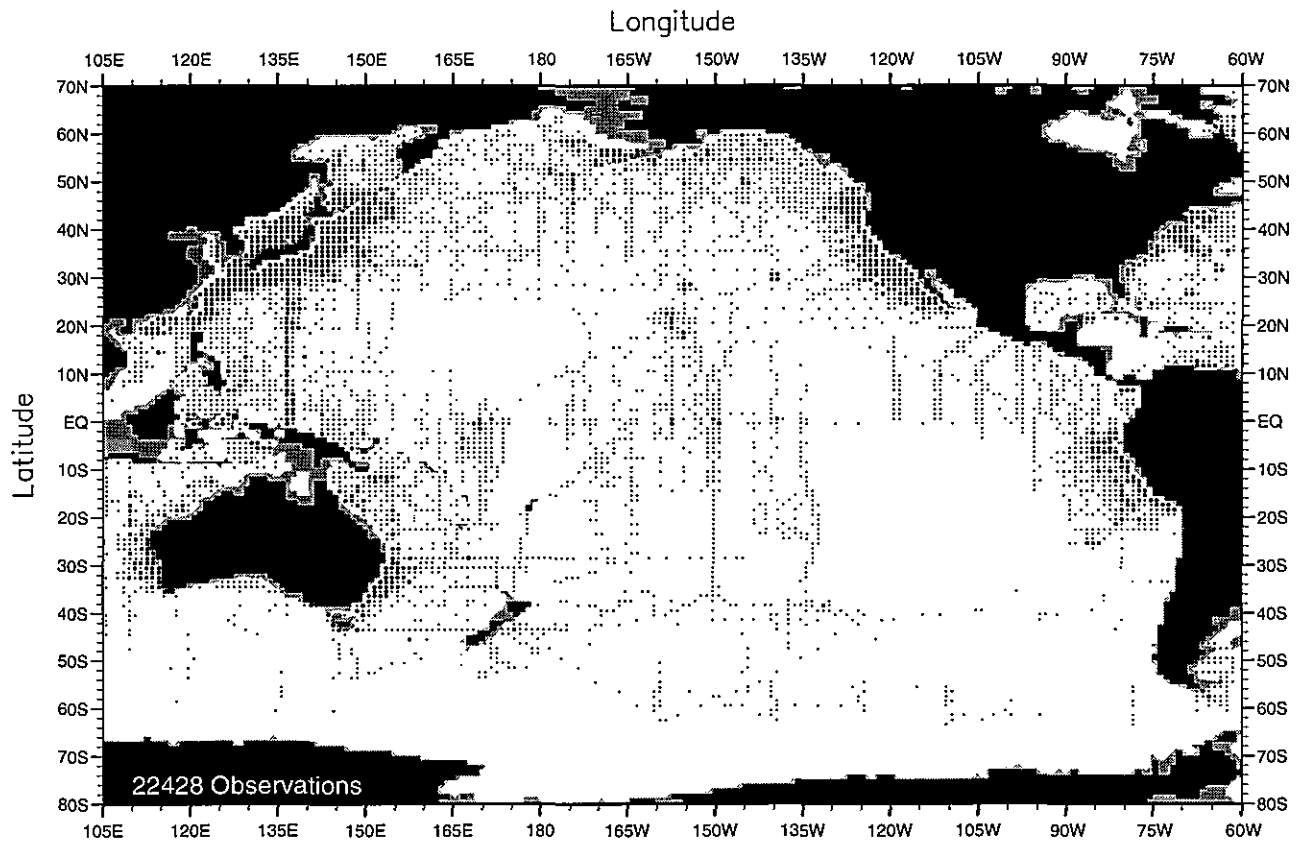 Longitude
105E 120E 135E 150E 165E 180 165W 150W 135W 120W 105W 90W 75W 60W
70N 70N
60N 60N
50N 50N
40N 40N
30N 30N
20N 20N
10N 10N
EQ EQ
Latitude
10S 10S
20S 20S
30S 30S
40S 40S
50S 50S
60S 60S
70S 70S
22428 Observations
80S 80S
105E 120E 135E 150E 165E 180 165W 150W 135W 120W 105W 90W 75W 60W